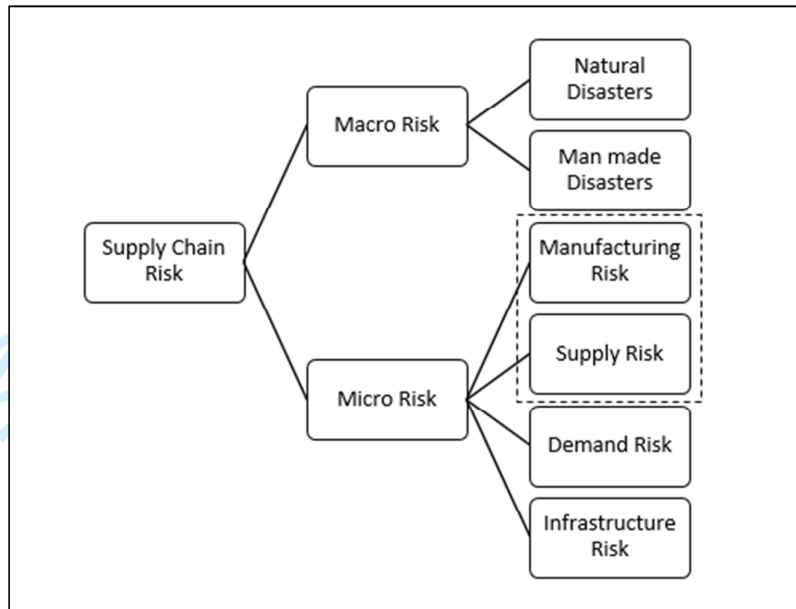 Natural
Disasters
Macro Risk
Man made
Disasters
Supply Chain
Risk
Manufacturing
Risk
Supply Risk
Micro Risk
Demand Risk
Infrastructure
Risk